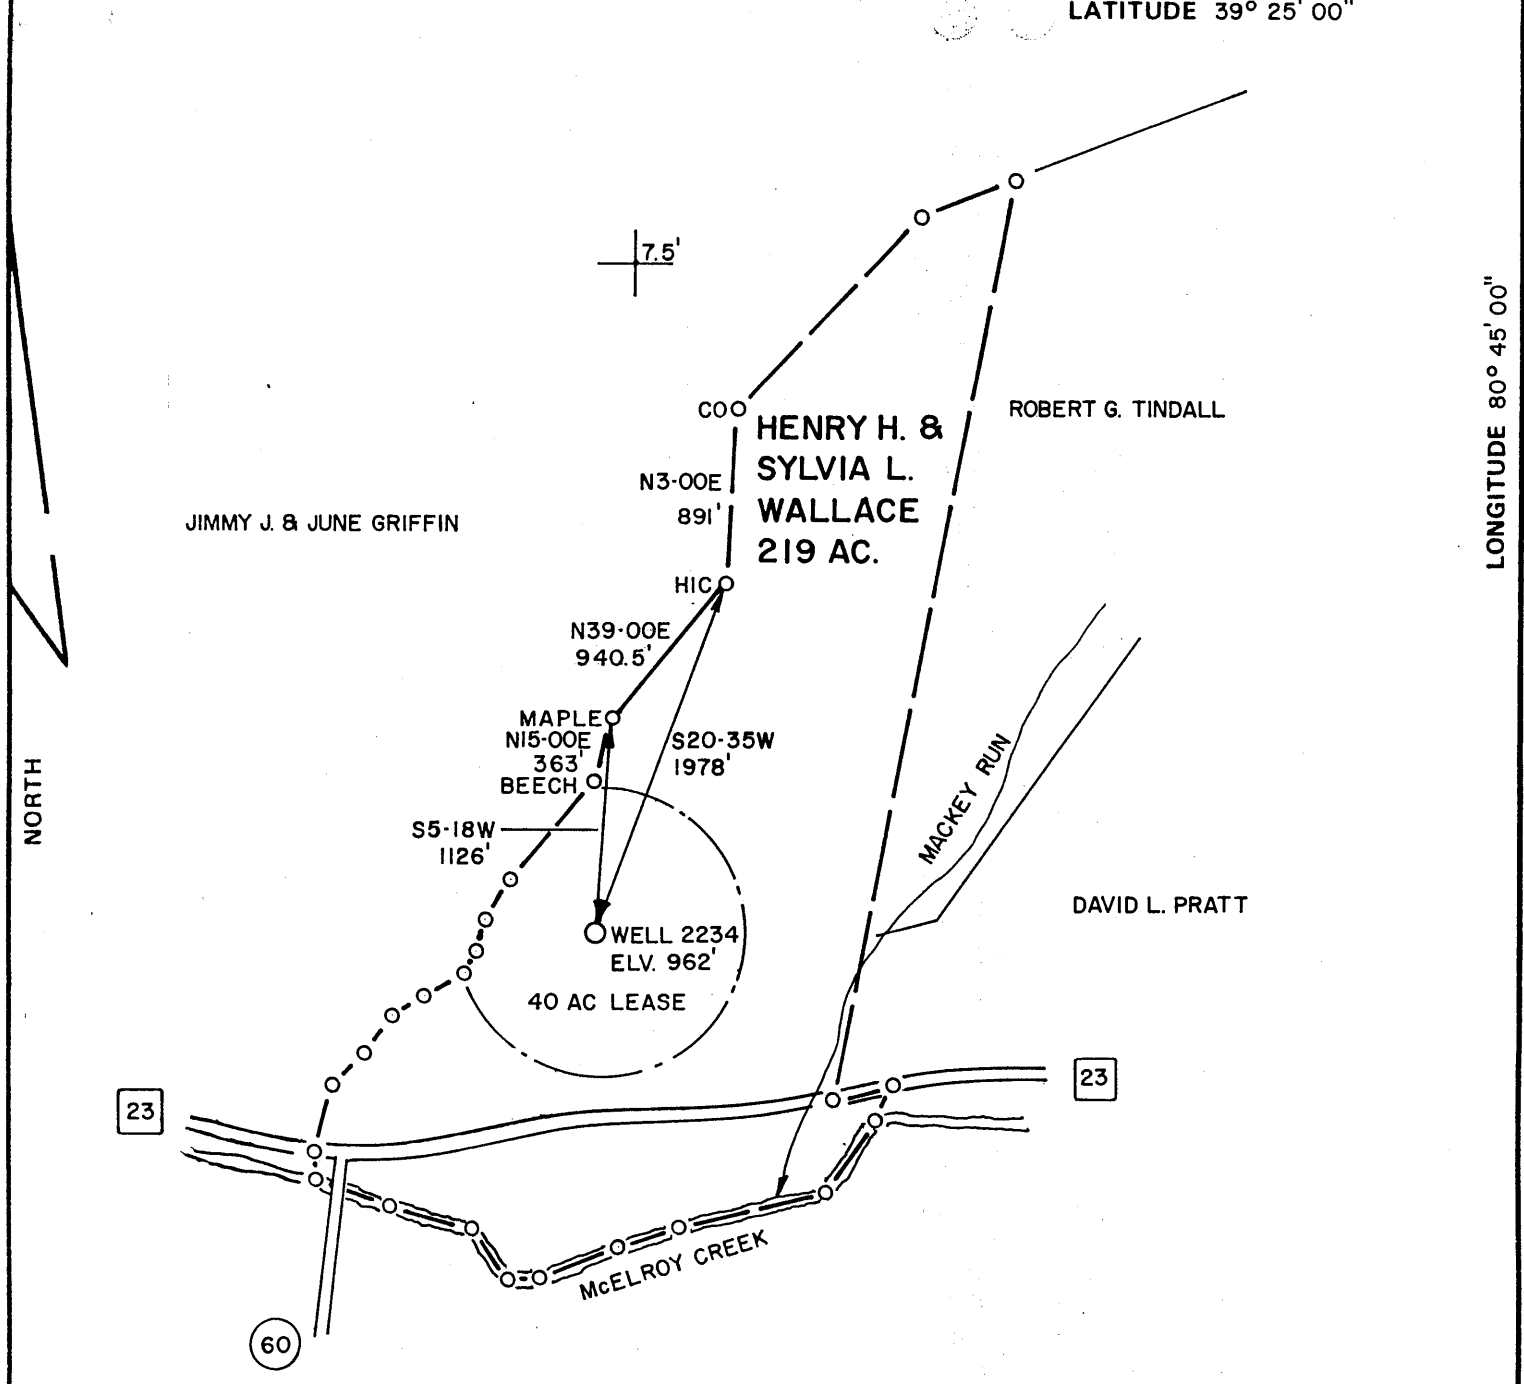 LATITUDE 39° 25' 00"
7.5'
LONGITUDE 80° 45' 00"
CO
HENRY H. &
SYLVIA L.
WALLACE
219 AC.
ROBERT G. TINDALL
N3-00E
891'
JIMMY J. & JUNE GRIFFIN
HIC
N39-00E
940.5'
MAPLE
N15-00E
363'
BEECH
S20-35W
1978'
NORTH
MACKEY RUN
S5-18W
1126'
DAVID L. PRATT
WELL 2234
ELV. 962'
40 AC LEASE
23
23
McELROY CREEK
60